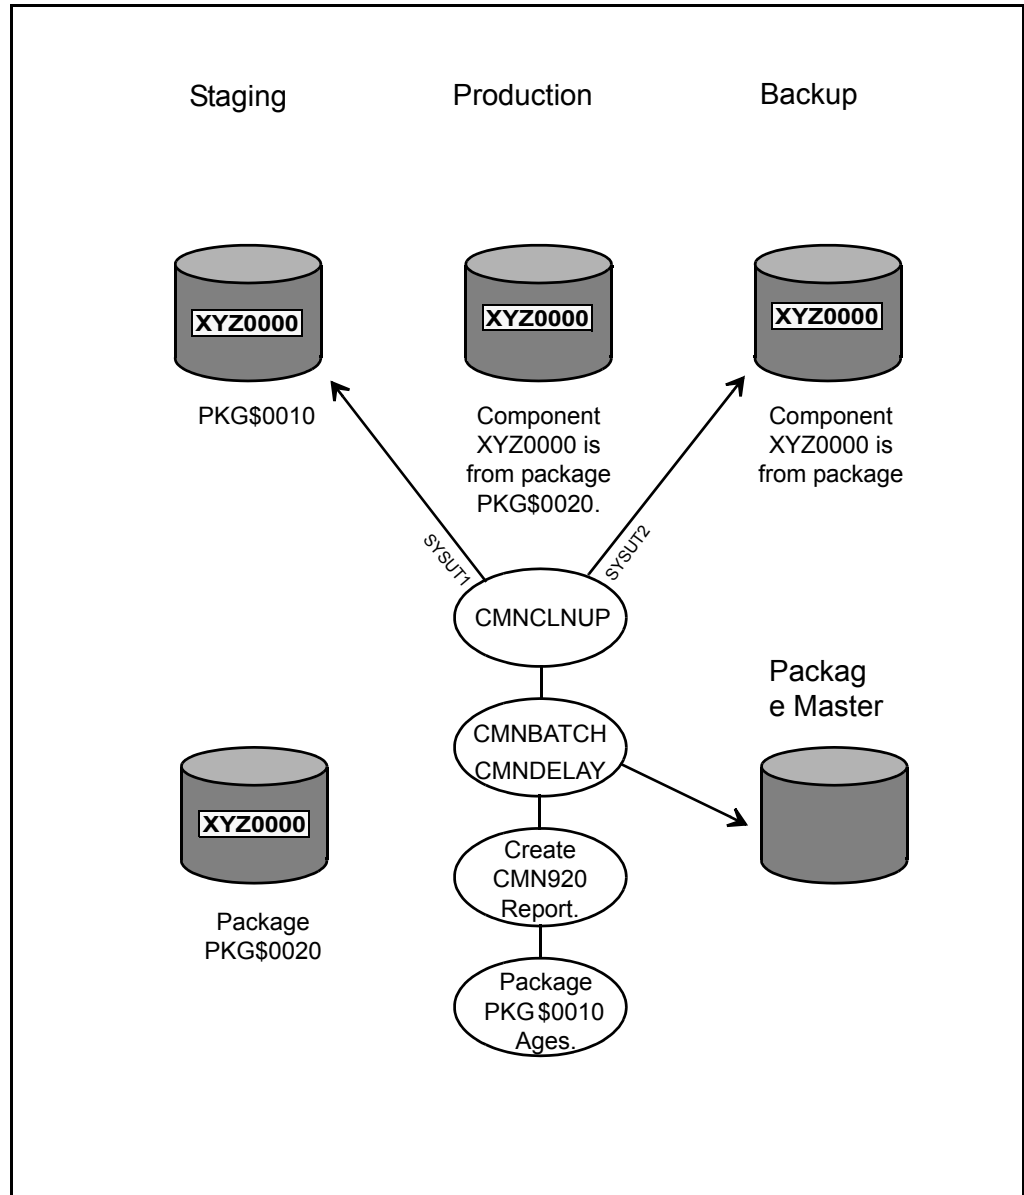 Staging
Production
Backup
XYZ0000
XYZ0000
XYZ0000
PKG$0010
Component
XYZ0000 is
from package
PKG$0020.
Component
XYZ0000 is
from package
SYSUT1
SYSUT2
CMNCLNUP
Packag
e Master
CMNBATCH
CMNDELAY
XYZ0000
Package
PKG$0020
Create
CMN920
Report.
Package
PKG$0010
Ages.